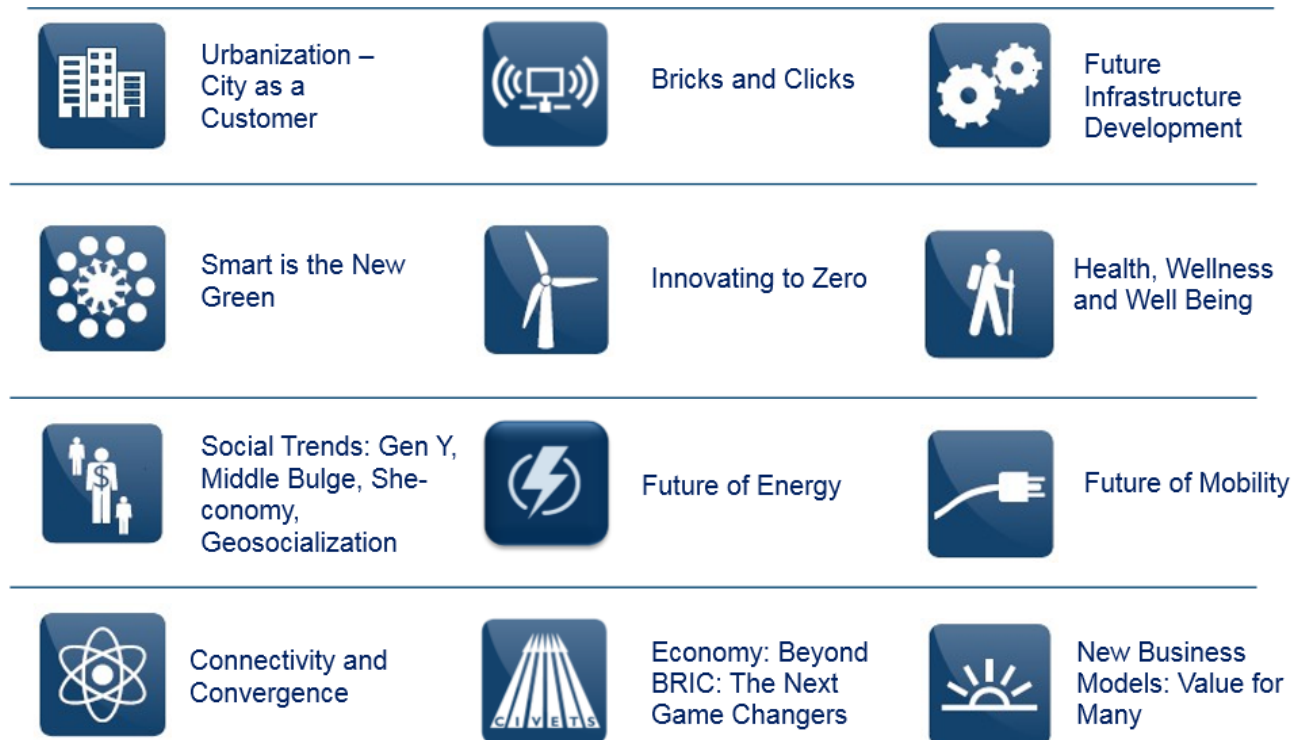 Urbanization –
City as a
Customer
Bricks and Clicks
Future
Infrastructure
Development
Smart is the New
Green
Innovating to Zero
Health, Wellness
and Well Being
$
Social Trends: Gen Y,
Middle Bulge, She-
conomy,
Geosocialization
Future of Energy
Future of Mobility
Connectivity and
Convergence
CIVETS
Economy: Beyond
BRIC: The Next
Game Changers
New Business
Models: Value for
Many